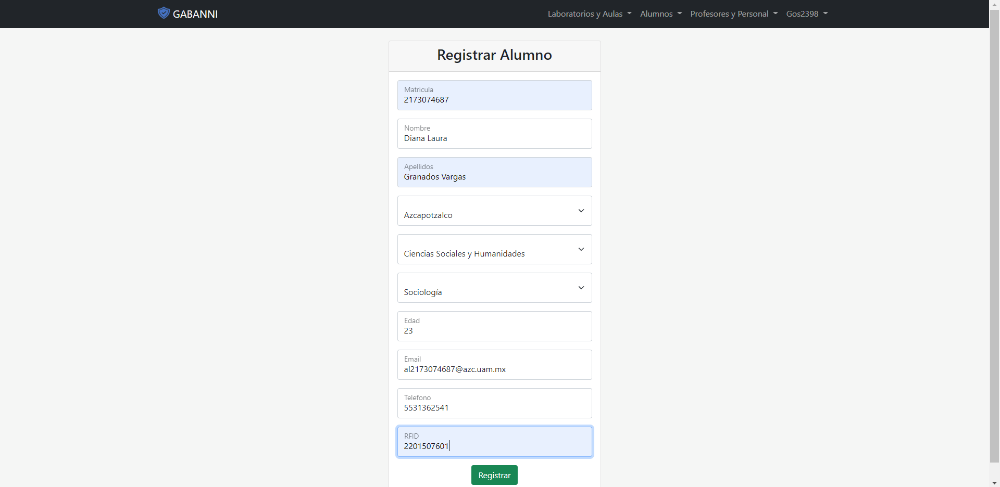 GABANNI
Laboratorios y Aulas
Alumnos
Profesores y Personal
Gos2398
Registrar Alumno
Matricula
2173074687
Nombre
Diana Laura
Apellidos
Granados Vargas
Azcapotzalco
Ciencias Sociales y Humanidades
Sociología
Edad
23
Email
al2173074687@azc.uam.mx
Telefono
5531362541
RFID
2201507601
Registrar